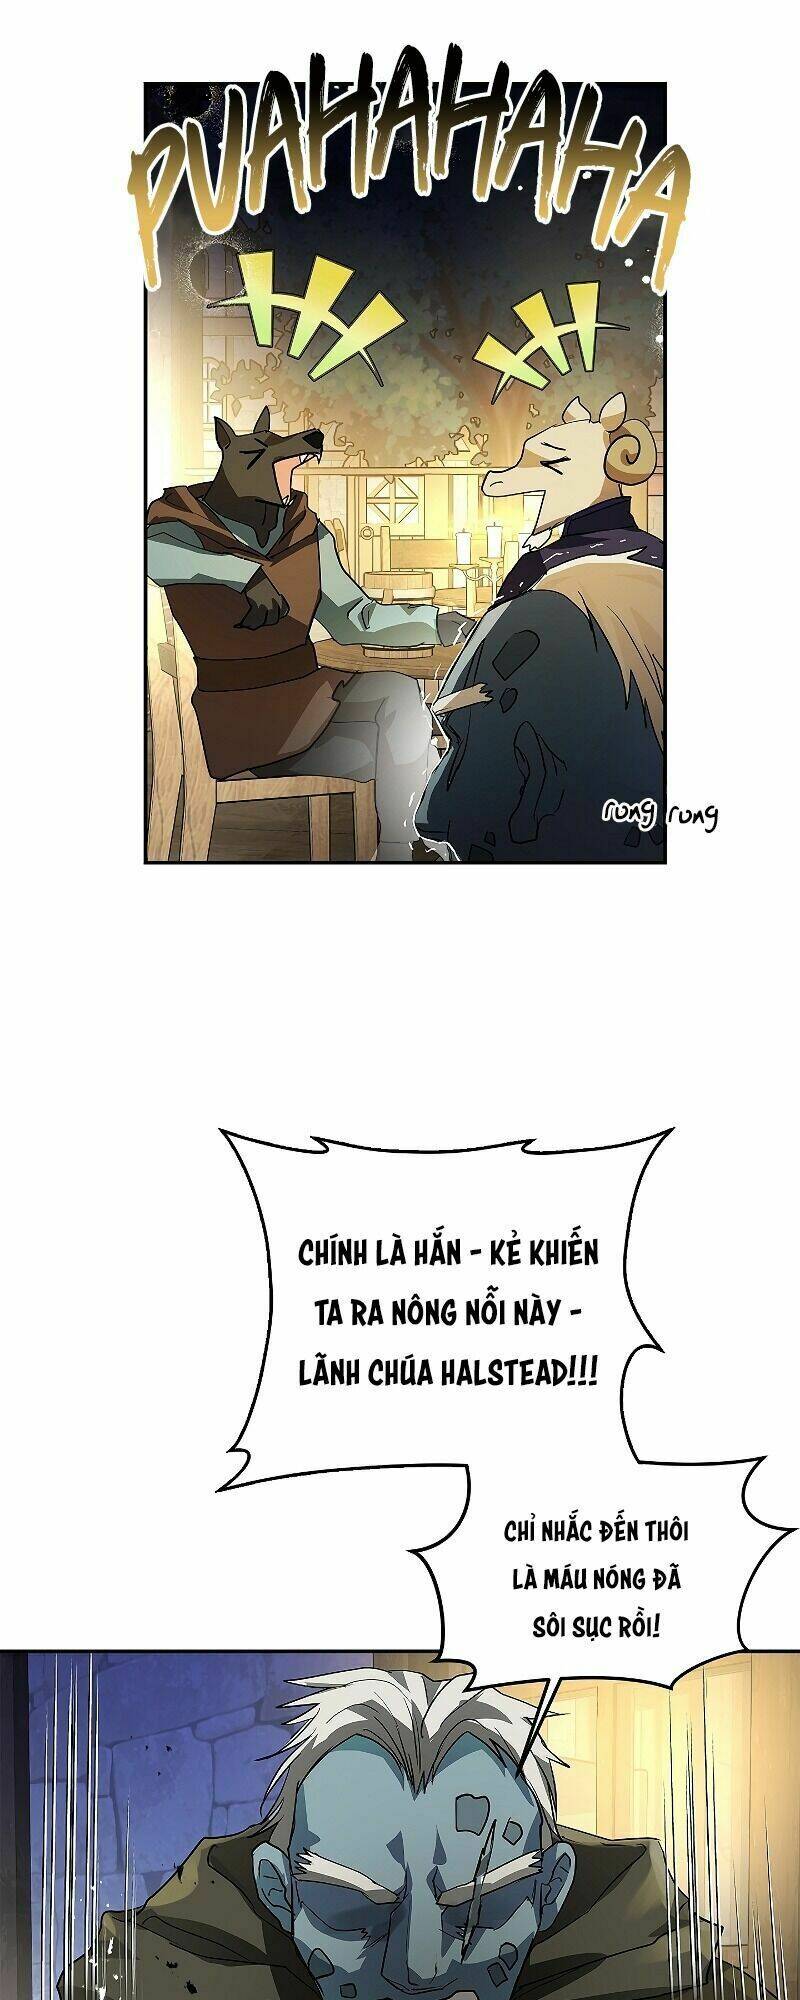 PUAHAHAHAHA
rung rung
CHÍNH LÀ HẮN - KẺ KHIẾN
TA RA NÔNG NỖI NÀY -
LÃNH CHÚA HALSTEAD!!!
CHỈ NHẮC ĐẾN THÔI
LÀ MÁU NÓNG ĐÃ
SÔI SỤC RỒI!